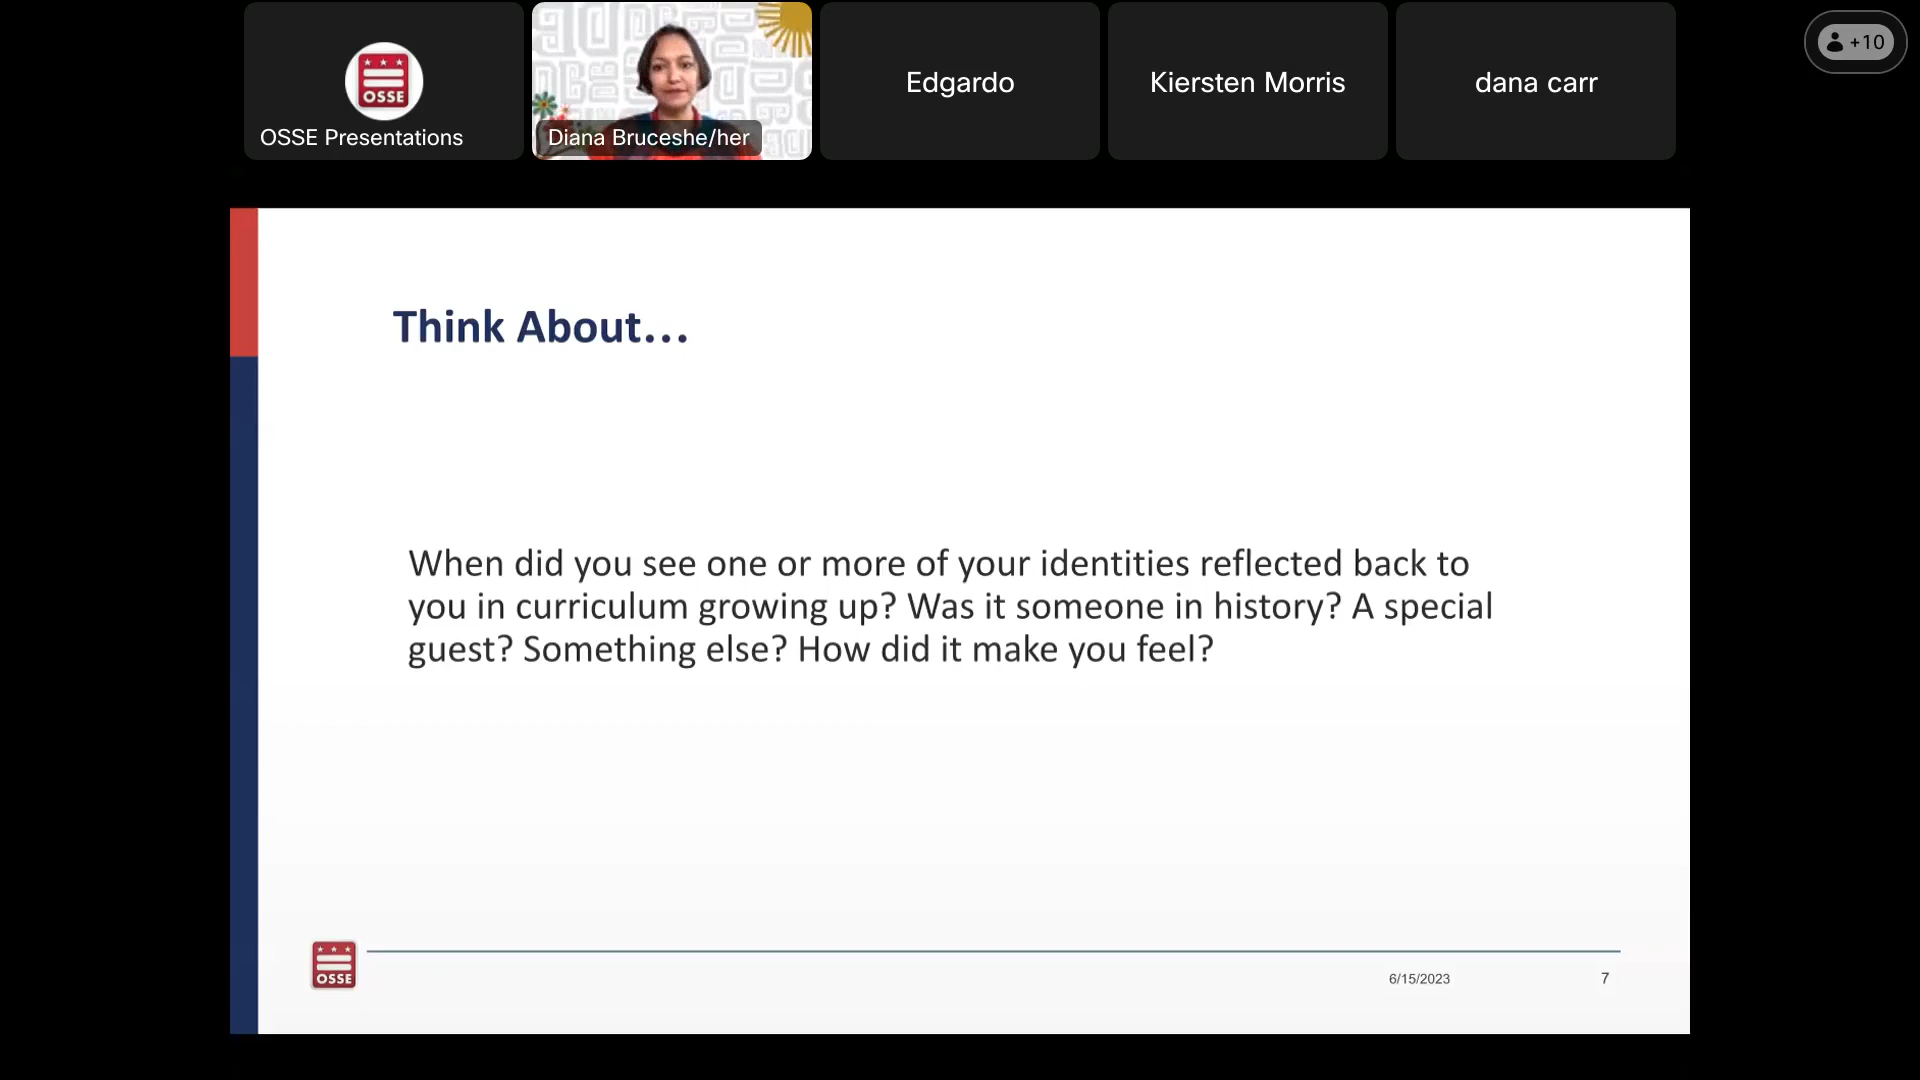 OSSE
OSSE Presentations
Diana Bruceshe/her
Edgardo
Kiersten Morris
dana carr
+10
Think About...
When did you see one or more of your identities reflected back to
you in curriculum growing up? Was it someone in history? A special
guest? Something else? How did it make you feel?
OSSE
6/15/2023
7